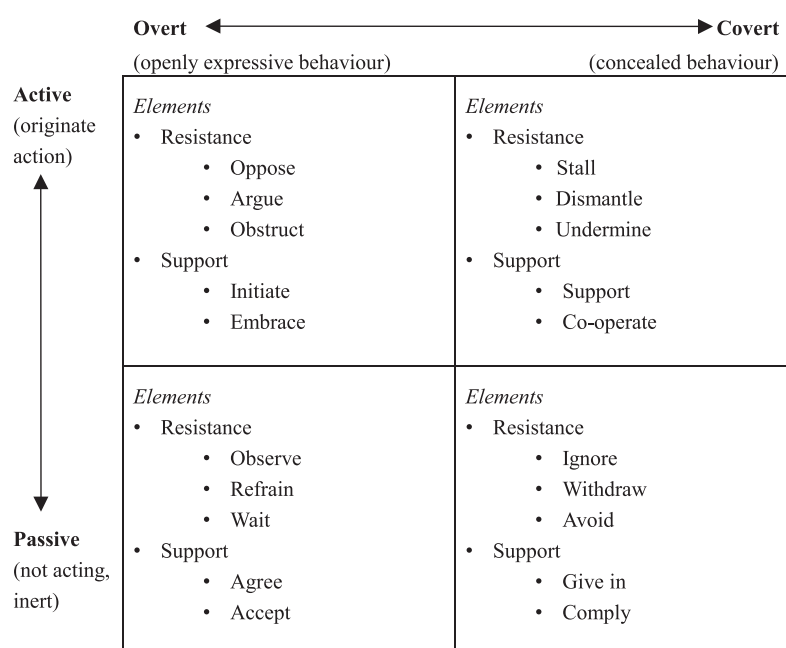 Overt Covert
(openly expressive behaviour) (concealed behaviour)
Active
(originate
action)
Elements
• Resistance
• Oppose
• Argue
• Obstruct
• Support
• Initiate
• Embrace
Elements
• Resistance
• Stall
• Dismantle
• Undermine
• Support
• Support
• Co-operate
Passive
(not acting,
inert)
Elements
• Resistance
• Observe
• Refrain
• Wait
• Support
• Agree
• Accept
Elements
• Resistance
• Ignore
• Withdraw
• Avoid
• Support
• Give in
• Comply